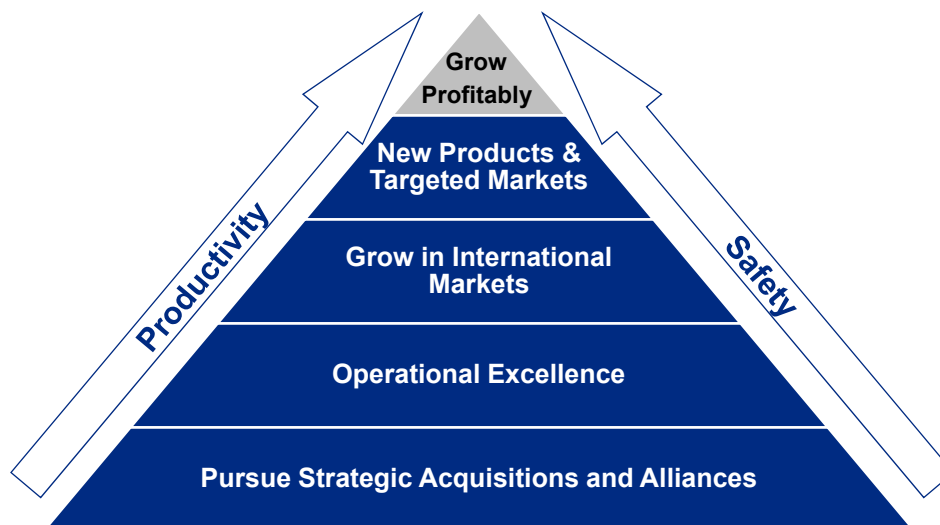 Grow
Profitably
New Products &
Targeted Markets
Grow in International
Markets
Operational Excellence
Pursue Strategic Acquisitions and Alliances
Productivity
Safety